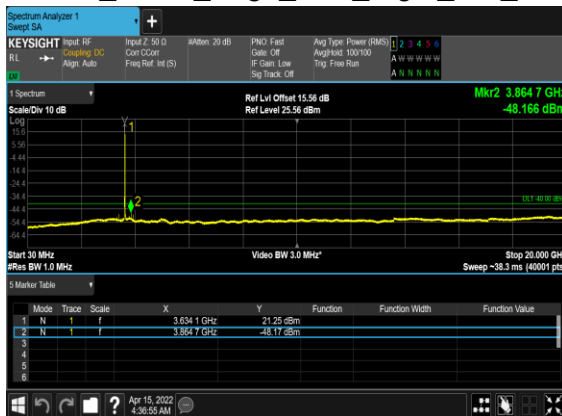 Spectrum Analyzer 1
Swept SA
+
KEYSIGHT Input: RF Input Z: 50 Ω #Atten: 20 dB PNO: Fast Avg Type: Power (RMS) 1 2 3 4 5 6
RL Coupling: DC Corr CCorr Gate: Off Avg|Hold: 100/100 A W W W W W
Align: Auto Freq Ref: Int (S) IF Gain: Low Trig: Free Run
LXI Sig Track: Off A N N N N N
1 Spectrum Ref Lvl Offset 15.56 dB Mkr2 3.864 7 GHz
Scale/Div 10 dB Ref Level 25.56 dBm -48.166 dBm
Log
15.6
5.56
-4.44
-14.4
-24.4
-34.4
-44.4
-54.4
-64.4
1
2
DL1 -40.00 dBm
Start 30 MHz Video BW 3.0 MHz* Stop 20.000 GHz
#Res BW 1.0 MHz Sweep ~38.3 ms (40001 pts)
5 Marker Table
Mode Trace Scale X Y Function Function Width Function Value
1 N 1 f 3.634 1 GHz 21.25 dBm
2 N 1 f 3.864 7 GHz -48.17 dBm
3
4
5
6
? Apr 15, 2022
4:36:55 AM